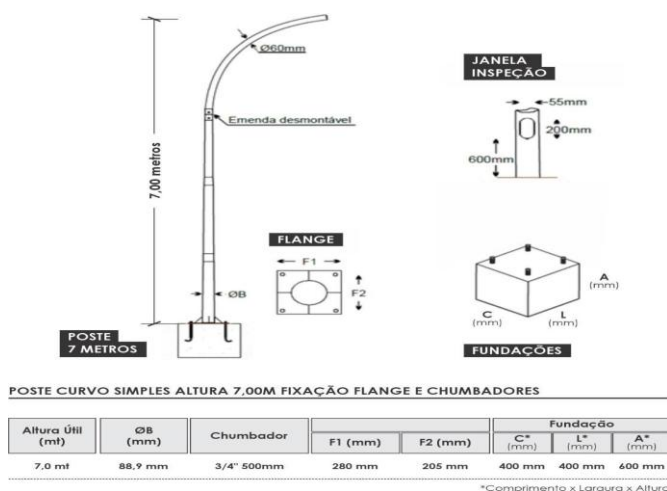 Ø60mm
Emenda desmontável
7,00 metros
ØB
POSTE
7 METROS
FLANGE
F1
F2
JANELA
INSPEÇÃO
55mm
200mm
600mm
A
(mm)
C
(mm)
L
(mm)
FUNDAÇÕES
POSTE CURVO SIMPLES ALTURA 7,00M FIXAÇÃO FLANGE E CHUMBADORES
Altura Útil (mt) ØB (mm) Chumbador F1 (mm) F2 (mm) Fundação C* (mm) L* (mm) A* (mm)
7,0 mt 88,9 mm 3/4" 500mm 280 mm 205 mm 400 mm 400 mm 600 mm
*Comprimento x Largura x Altura